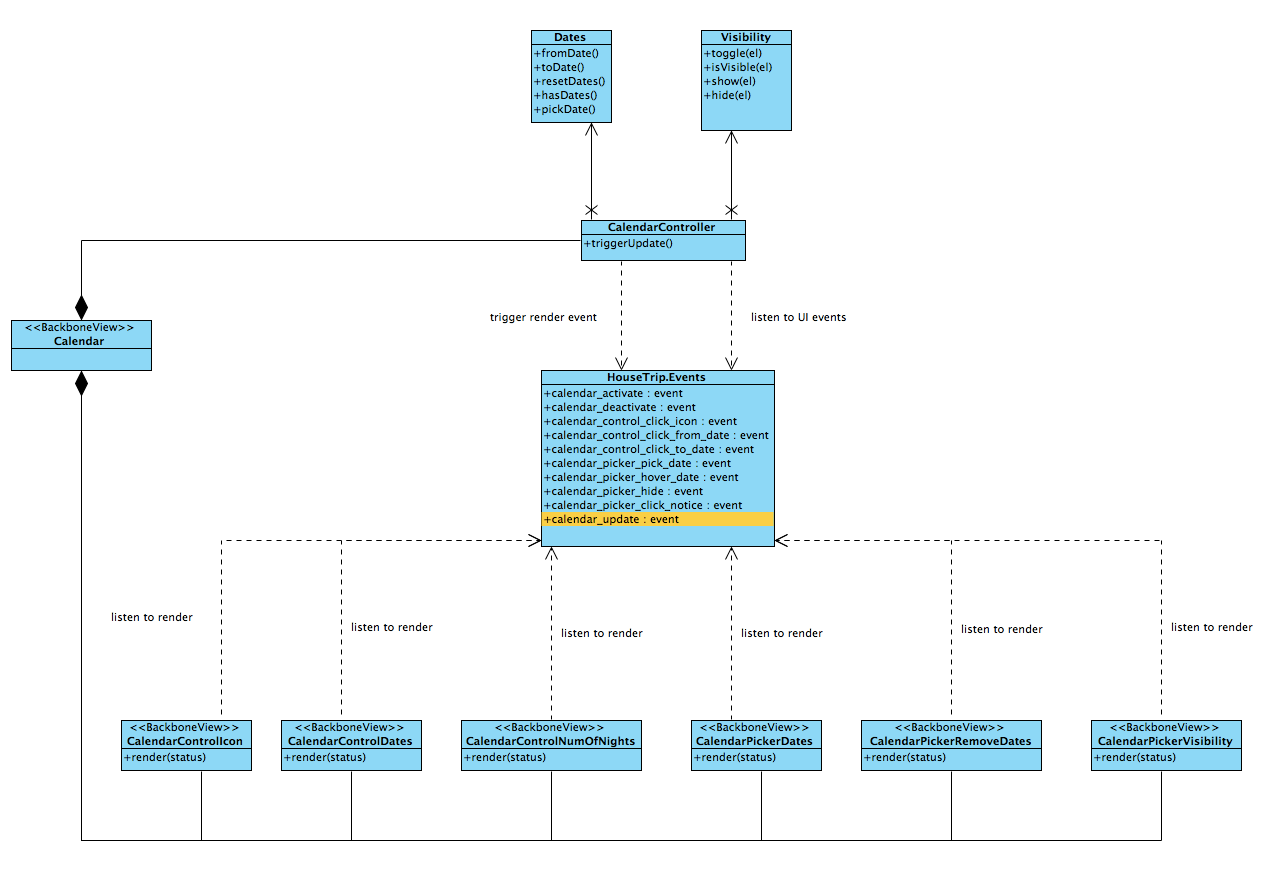 Dates
+fromDate()
+toDate()
+resetDates()
+hasDates()
+pickDate()
Visibility
+toggle(el)
+isVisible(el)
+show(el)
+hide(el)
CalendarController
+triggerUpdate()
<<BackboneView>>
Calendar
trigger render event
listen to UI events
HouseTrip.Events
+calendar_activate : event
+calendar_deactivate : event
+calendar_control_click_icon : event
+calendar_control_click_from_date : event
+calendar_control_click_to_date : event
+calendar_picker_pick_date : event
+calendar_picker_hover_date : event
+calendar_picker_hide : event
+calendar_picker_click_notice : event
+calendar_update : event
listen to render
listen to render
listen to render
listen to render
listen to render
listen to render
<<BackboneView>>
CalendarControlIcon
+render(status)
<<BackboneView>>
CalendarControlDates
+render(status)
<<BackboneView>>
CalendarControlNumOfNights
+render(status)
<<BackboneView>>
CalendarPickerDates
+render(status)
<<BackboneView>>
CalendarPickerRemoveDates
+render(status)
<<BackboneView>>
CalendarPickerVisibility
+render(status)